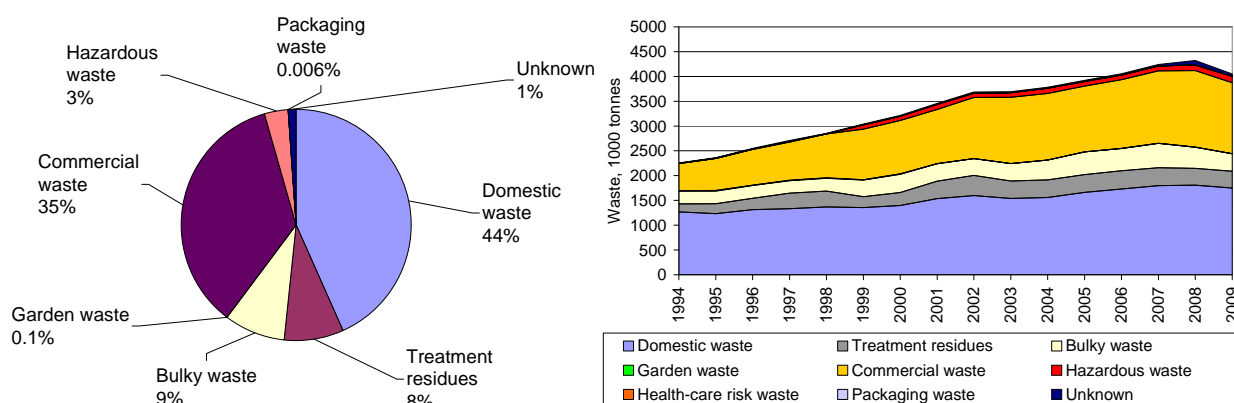 Packaging
waste
0.006%
Hazardous
waste
3%
Unknown
1%
Commercial
waste
35%
Domestic
waste
44%
Garden waste
0.1%
Bulky waste
9%
Treatment
residues
8%
Waste, 1000 tonnes
5000
4500
4000
3500
3000
2500
2000
1500
1000
500
0
1994
1995
1996
1997
1998
1999
2000
2001
2002
2003
2004
2005
2006
2007
2008
2009
Domestic waste
Treatment residues
Bulky waste
Garden waste
Commercial waste
Hazardous waste
Health-care risk waste
Packaging waste
Unknown